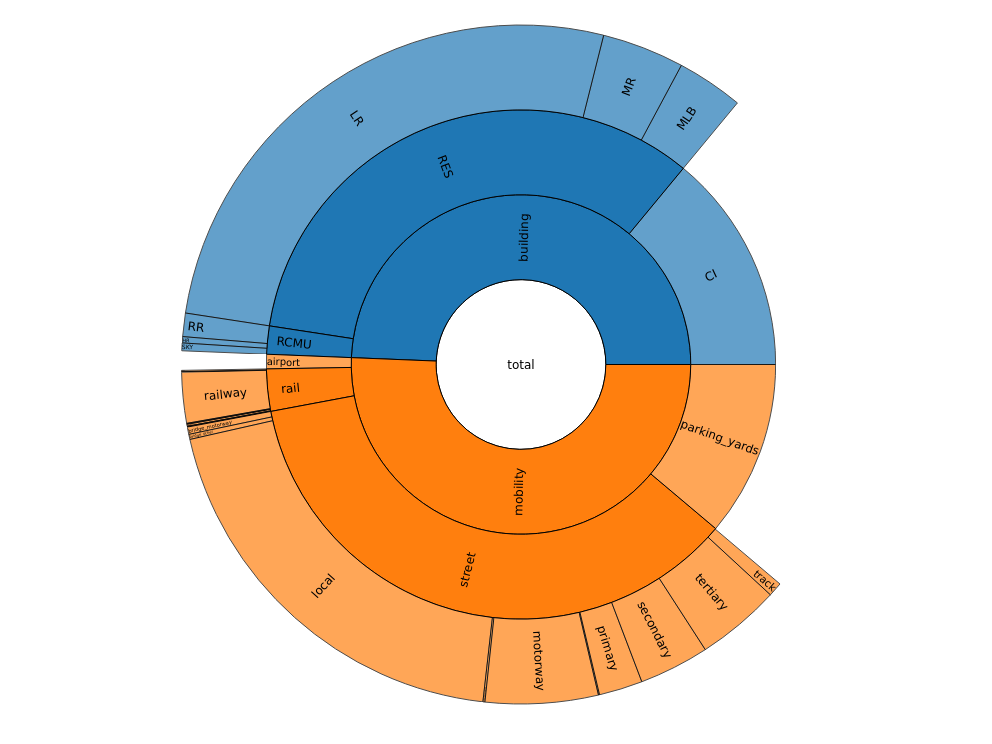 MR
MLB
LR
RES
building
CI
RR
SKY
RCMU
airport
total
rail
railway
parking_yards
mobility
street
local
motorway
primary
secondary
tertiary
track
bridge_motorway